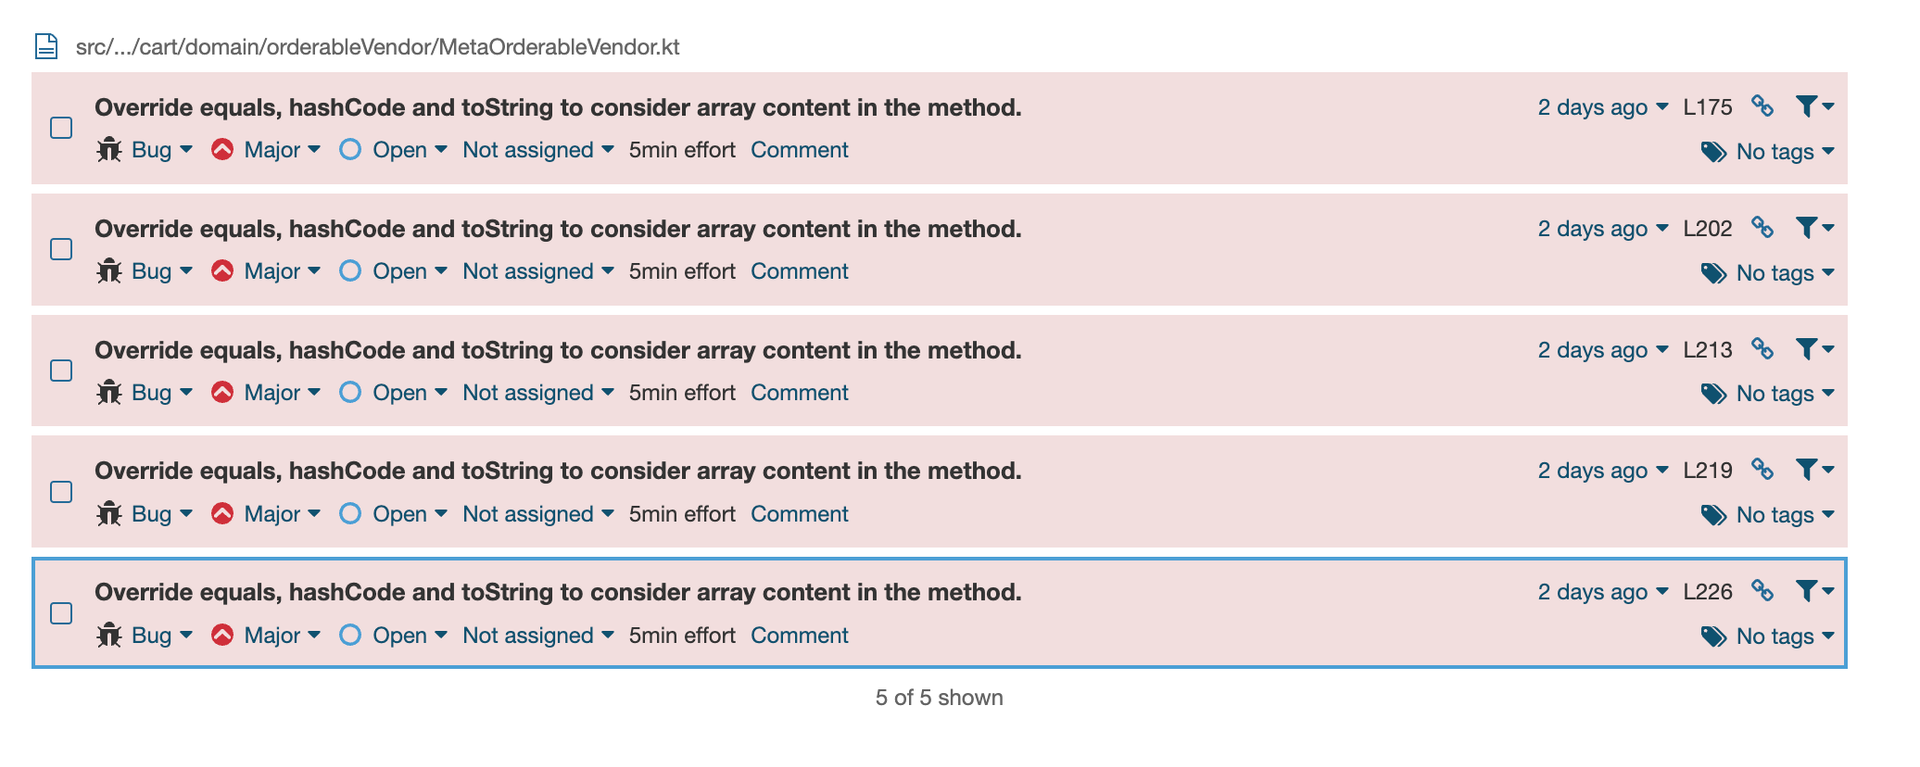 src/.../cart/domain/orderableVendor/MetaOrderableVendor.kt
Override equals, hashCode and toString to consider array content in the method. 2 days ago L175
Bug Major Open Not assigned 5min effort Comment No tags
Override equals, hashCode and toString to consider array content in the method. 2 days ago L202
Bug Major Open Not assigned 5min effort Comment No tags
Override equals, hashCode and toString to consider array content in the method. 2 days ago L213
Bug Major Open Not assigned 5min effort Comment No tags
Override equals, hashCode and toString to consider array content in the method. 2 days ago L219
Bug Major Open Not assigned 5min effort Comment No tags
Override equals, hashCode and toString to consider array content in the method. 2 days ago L226
Bug Major Open Not assigned 5min effort Comment No tags
5 of 5 shown